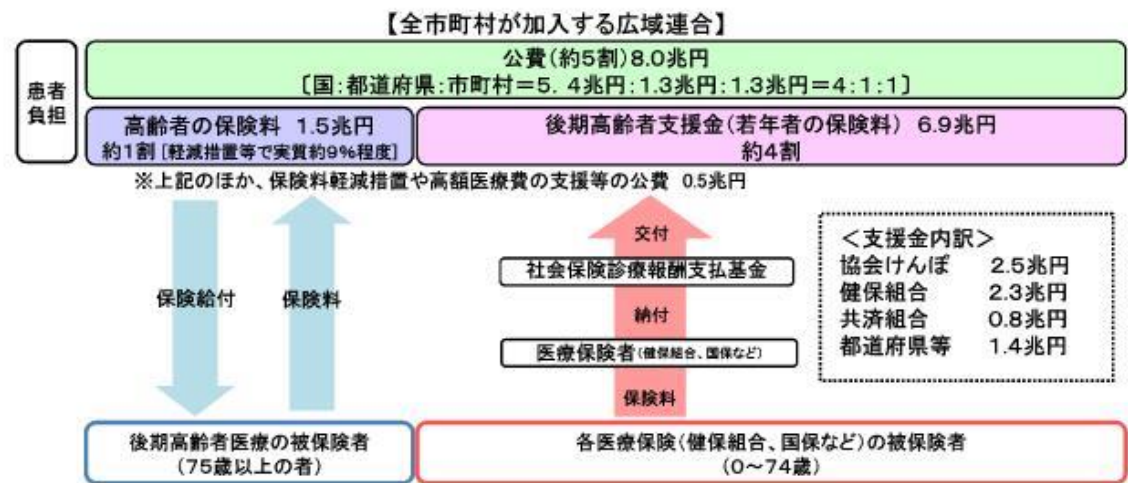 【全市町村が加入する広域連合】
患者
負担
公費(約5割)8.0兆円
〔国:都道府県:市町村=5.4兆円:1.3兆円:1.3兆円=4:1:1〕
高齢者の保険料 1.5兆円
約1割[軽減措置等で実質約9%程度]
後期高齢者支援金(若年者の保険料) 6.9兆円
約4割
※上記のほか、保険料軽減措置や高額医療費の支援等の公費 0.5兆円
保険給付
保険料
交付
社会保険診療報酬支払基金
納付
医療保険者(健保組合、国保など)
保険料
<支援金内訳>
協会けんぽ 2.5兆円
健保組合 2.3兆円
共済組合 0.8兆円
都道府県等 1.4兆円
後期高齢者医療の被保険者
(75歳以上の者)
各医療保険(健保組合、国保など)の被保険者
(0～74歳)